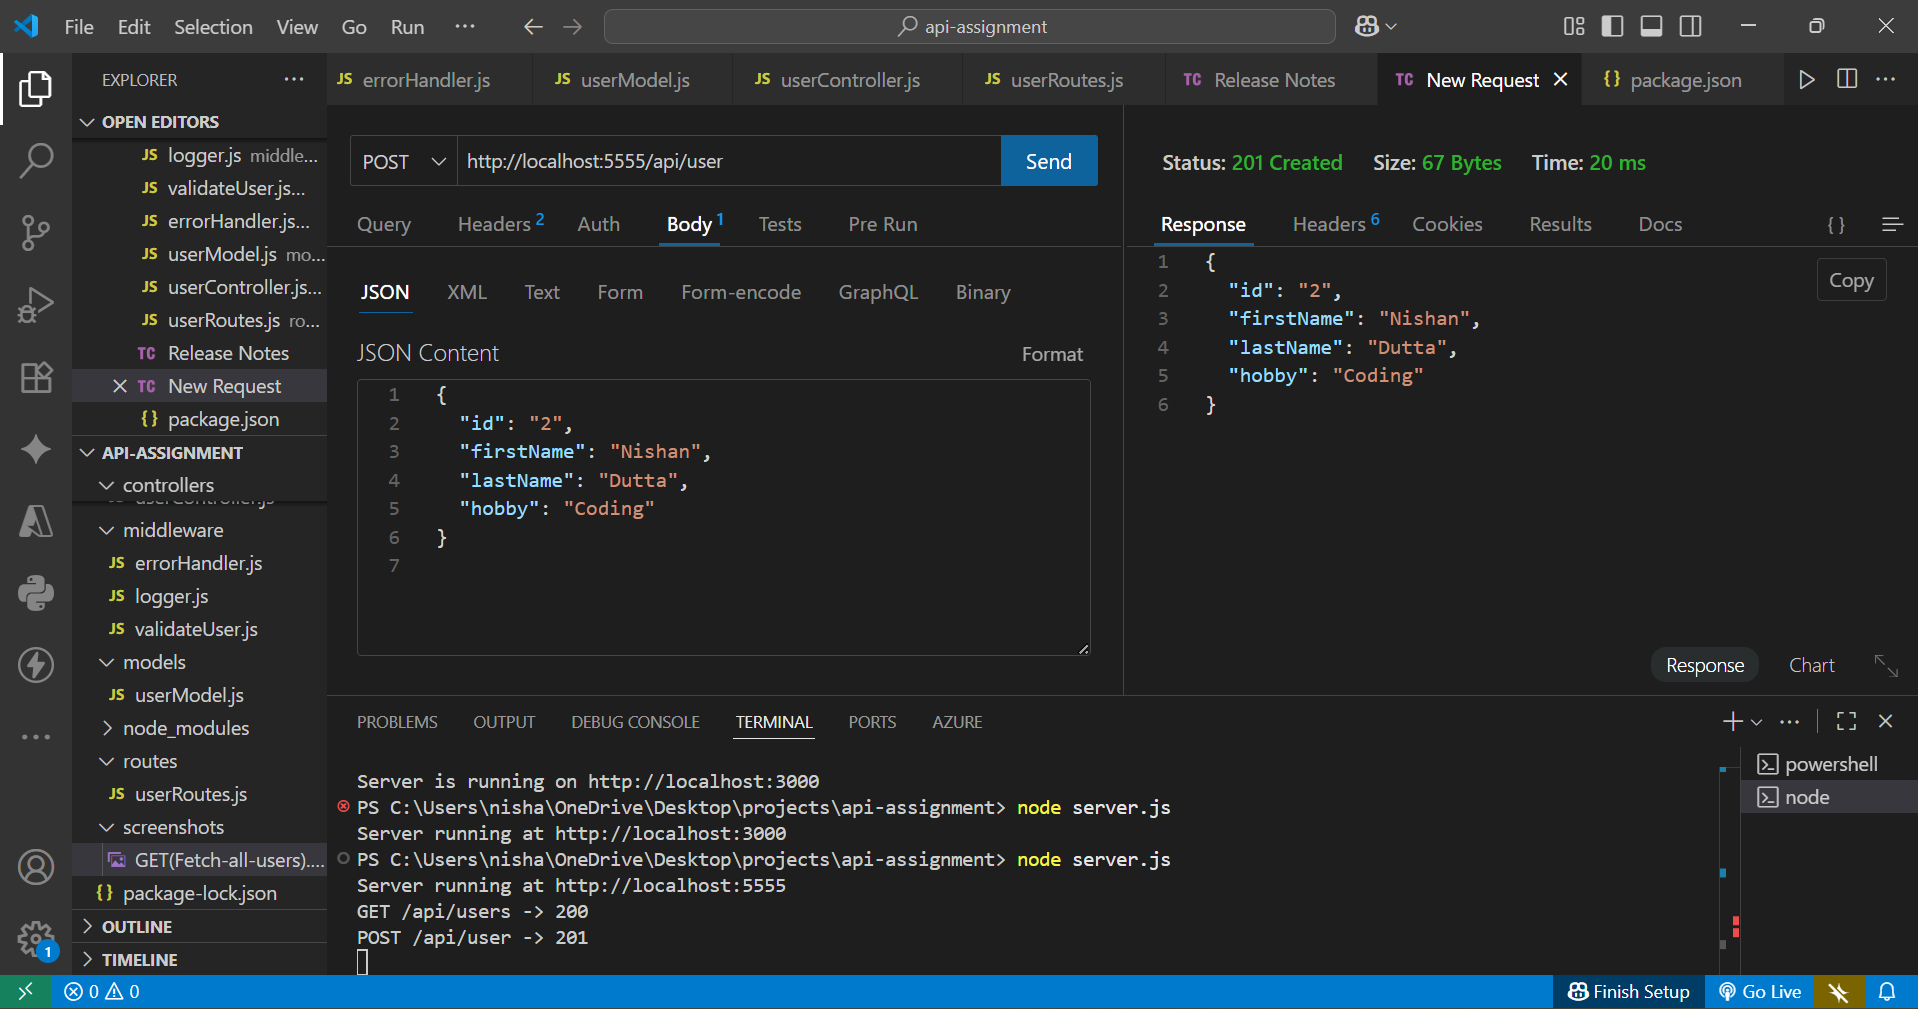 File Edit Selection View Go Run ··· api-assignment
EXPLORER ···
OPEN EDITORS
JS logger.js middle...
JS validateUser.js...
JS errorHandler.js...
JS userModel.js mo...
JS userController.js...
JS userRoutes.js ro...
TC Release Notes
TC New Request
{} package.json
API-ASSIGNMENT
controllers
userController.js
middleware
JS errorHandler.js
JS logger.js
JS validateUser.js
models
JS userModel.js
node_modules
routes
JS userRoutes.js
screenshots
GET(Fetch-all-users)....
{} package-lock.json
OUTLINE
TIMELINE
1
JS errorHandler.js JS userModel.js JS userController.js JS userRoutes.js TC Release Notes TC New Request {} package.json ···
POST http://localhost:5555/api/user Send
Query Headers 2 Auth Body 1 Tests Pre Run
JSON XML Text Form Form-encode GraphQL Binary
JSON Content Format
1 {
2 "id": "2",
3 "firstName": "Nishan",
4 "lastName": "Dutta",
5 "hobby": "Coding"
6 }
7
Status: 201 Created Size: 67 Bytes Time: 20 ms
Response Headers 6 Cookies Results Docs {}
1 {
2 "id": "2",
3 "firstName": "Nishan",
4 "lastName": "Dutta",
5 "hobby": "Coding"
6 }
Copy
Response Chart
PROBLEMS OUTPUT DEBUG CONSOLE TERMINAL PORTS AZURE ···
Server is running on http://localhost:3000
PS C:\Users\nisha\OneDrive\Desktop\projects\api-assignment> node server.js
Server running at http://localhost:3000
PS C:\Users\nisha\OneDrive\Desktop\projects\api-assignment> node server.js
Server running at http://localhost:5555
GET /api/users -> 200
POST /api/user -> 201
powershell
node
0 0 Finish Setup Go Live